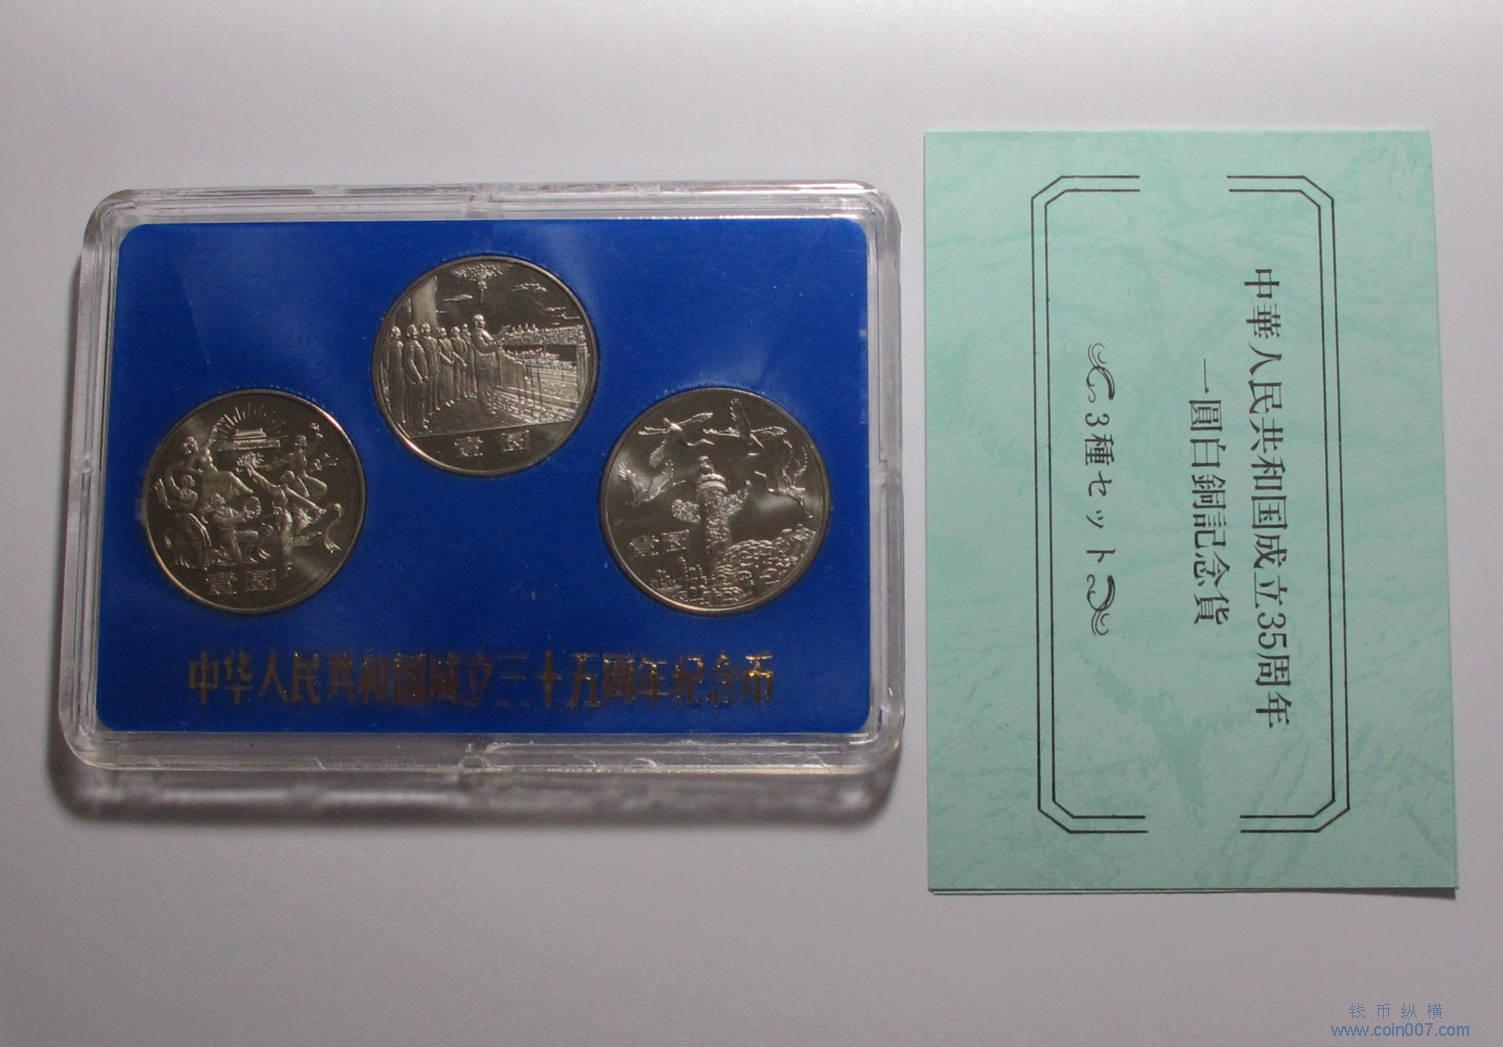 壹圆
壹圆
壹圆
中华人民共和国成立三十五周年纪念币
中華人民共和国成立35周年
一圓白銅記念貨
3種セット
钱币纵横
www.coin007.com